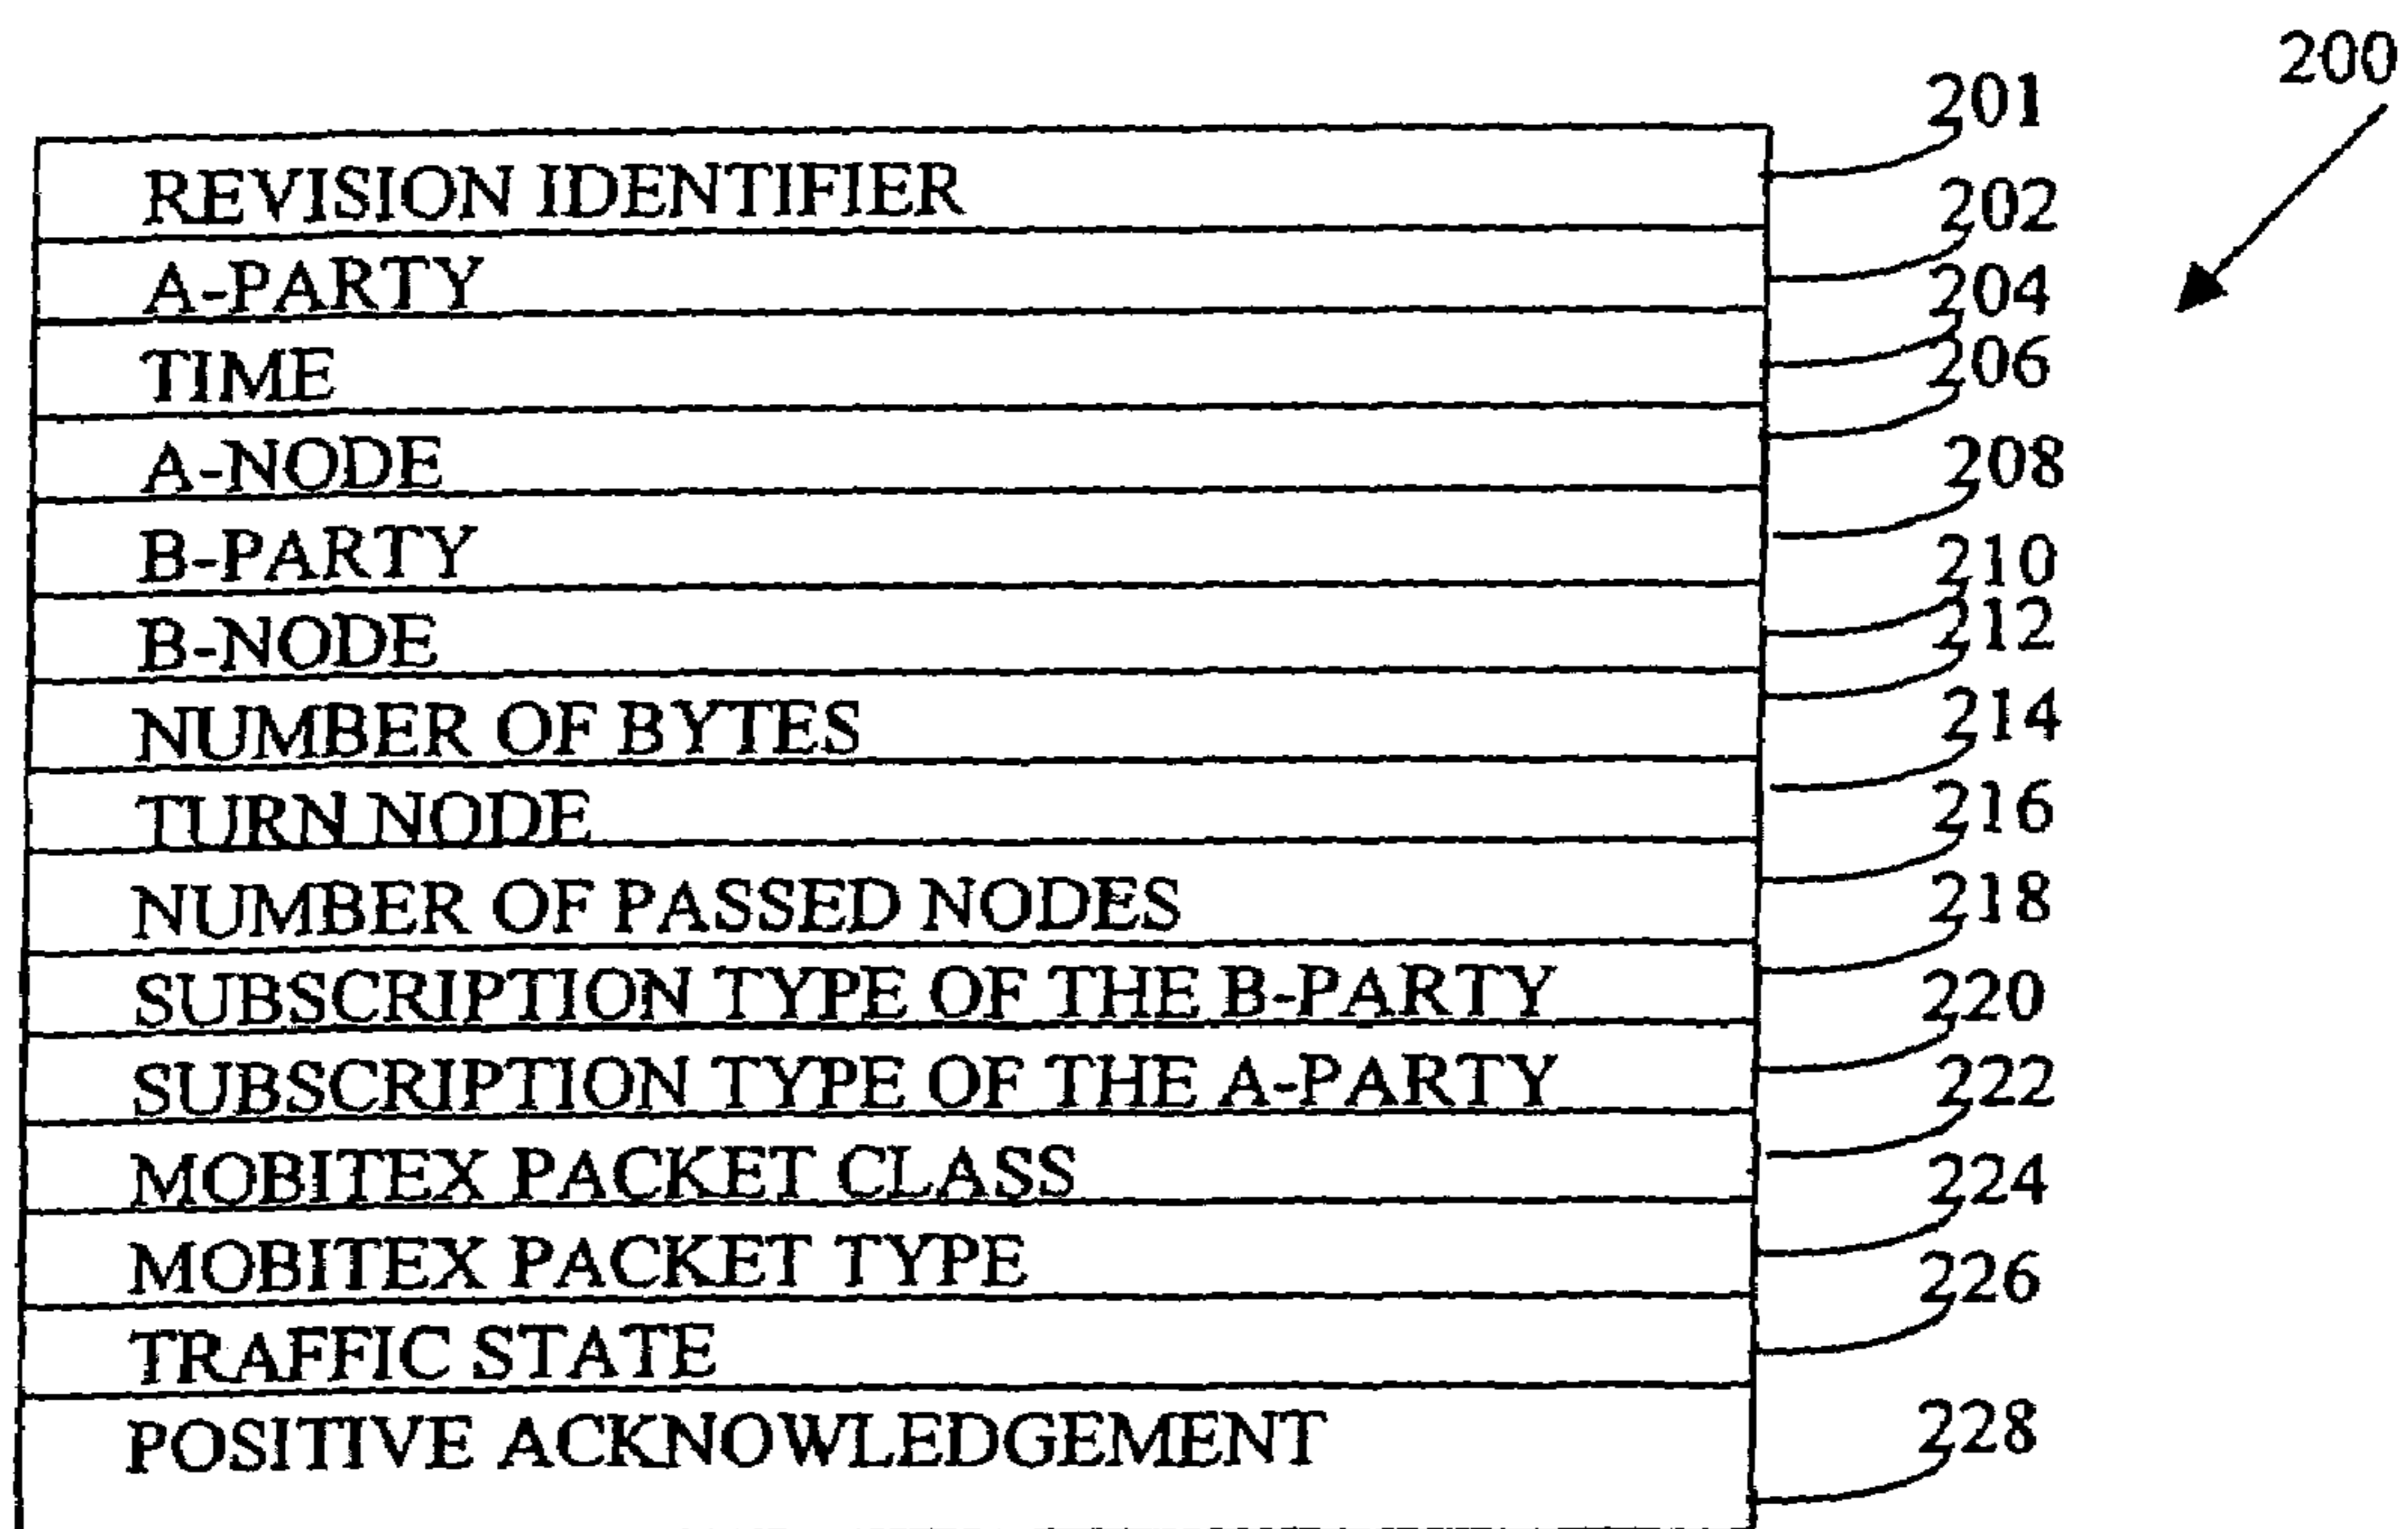 200
201
REVISION IDENTIFIER
202
A-PARTY
204
TIME
206
A-NODE
208
B-PARTY
210
B-NODE
212
NUMBER OF BYTES
214
TURN NODE
216
NUMBER OF PASSED NODES
218
SUBSCRIPTION TYPE OF THE B-PARTY
220
SUBSCRIPTION TYPE OF THE A-PARTY
222
MOBITEX PACKET CLASS
224
MOBITEX PACKET TYPE
226
TRAFFIC STATE
228
POSITIVE ACKNOWLEDGEMENT